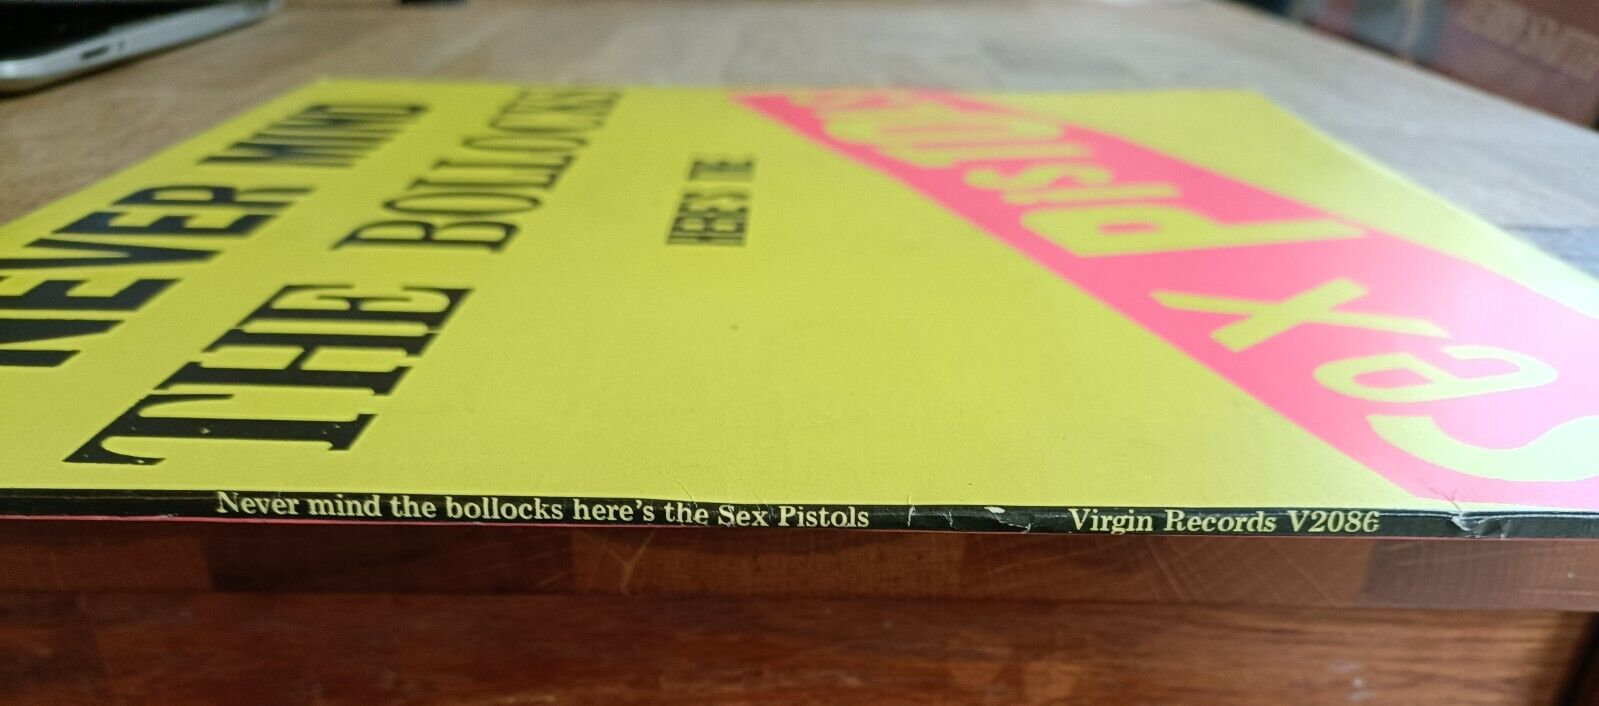 NEVER MIND
THE BOLLOCKS
HERE'S THE
Sex PISTOLS
Never mind the bollocks here's the Sex Pistols
Virgin Records V2086